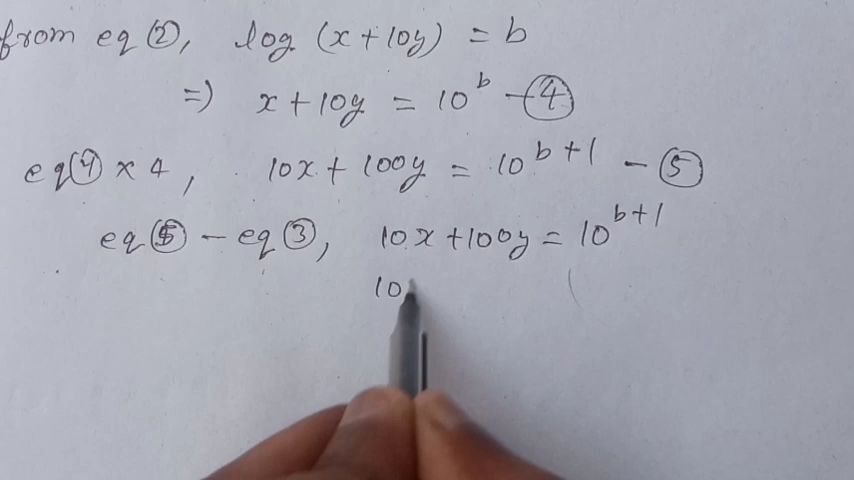 from eq ②, log (x + 10y) = b
=) x + 10y = 10^b - ④
eq ④ × 4, 10x + 100y = 10^b+1 - ⑤
eq ⑤ - eq ③, 10x + 100y = 10^b+1
10